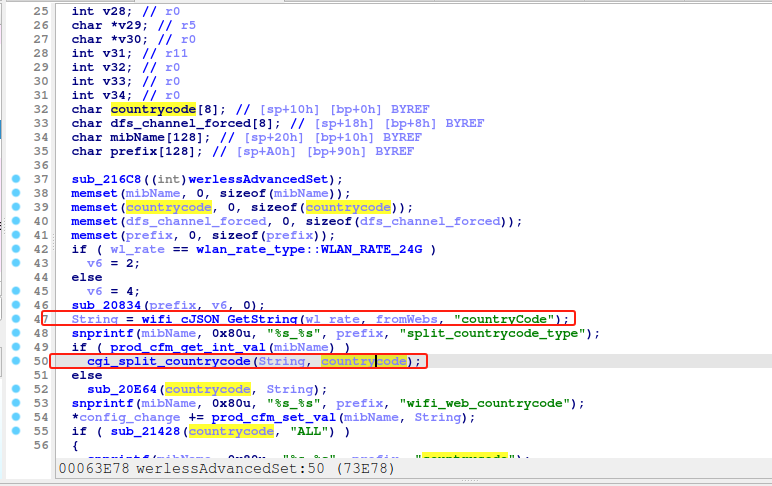 25 int v28; // r0
26 char *v29; // r5
27 char *v30; // r0
28 int v31; // r11
29 int v32; // r0
30 int v33; // r0
31 int v34; // r0
32 char countrycode[8]; // [sp+10h] [bp+0h] BYREF
33 char dfs_channel_forced[8]; // [sp+18h] [bp+8h] BYREF
34 char mibName[128]; // [sp+20h] [bp+10h] BYREF
35 char prefix[128]; // [sp+A0h] [bp+90h] BYREF
36
37 sub_216C8((int)werlessAdvancedSet);
38 memset(mibName, 0, sizeof(mibName));
39 memset(countrycode, 0, sizeof(countrycode));
40 memset(dfs_channel_forced, 0, sizeof(dfs_channel_forced));
41 memset(prefix, 0, sizeof(prefix));
42 if ( wl_rate == wlan_rate_type::WLAN_RATE_24G )
43 v6 = 2;
44 else
45 v6 = 4;
46 sub_20834(prefix, v6, 0);
47 String = wifi_cJSON_GetString(wl_rate, fromWebs, "countryCode");
48 snprintf(mibName, 0x80u, "%s_%s", prefix, "split_countrycode_type");
49 if ( prod_cfm_get_int_val(mibName) )
50 cgi_split_countrycode(String, countrycode);
51 else
52 sub_20E64(countrycode, String);
53 snprintf(mibName, 0x80u, "%s_%s", prefix, "wifi_web_countrycode");
54 *config_change += prod_cfm_set_val(mibName, String);
55 if ( sub_21428(countrycode, "ALL") )
56 {
00063E78 werlessAdvancedSet:50 (73E78)